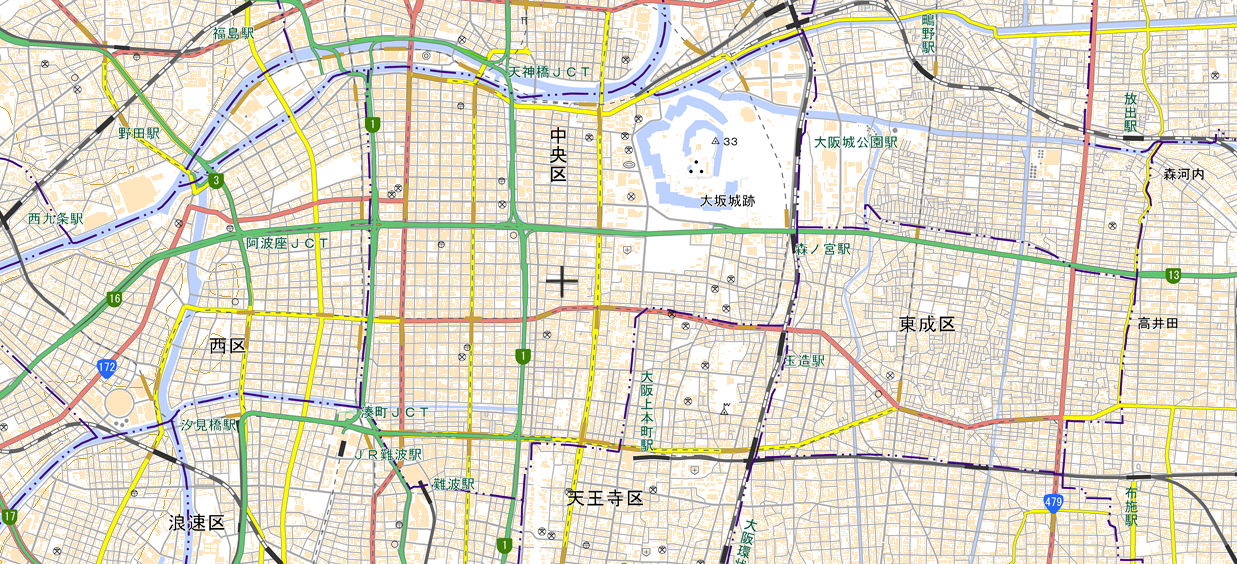 福島駅
鴫野駅
天神橋ＪＣＴ
放出駅
1
野田駅
中央区
33
大阪城公園駅
森河内
3
大坂城跡
西九条駅
阿波座ＪＣＴ
森ノ宮駅
13
16
東成区
高井田
西区
1
172
玉造駅
大阪上本町駅
湊町ＪＣＴ
汐見橋駅
ＪＲ難波駅
難波駅
天王寺区
479
布施駅
17
浪速区
大阪環状
1